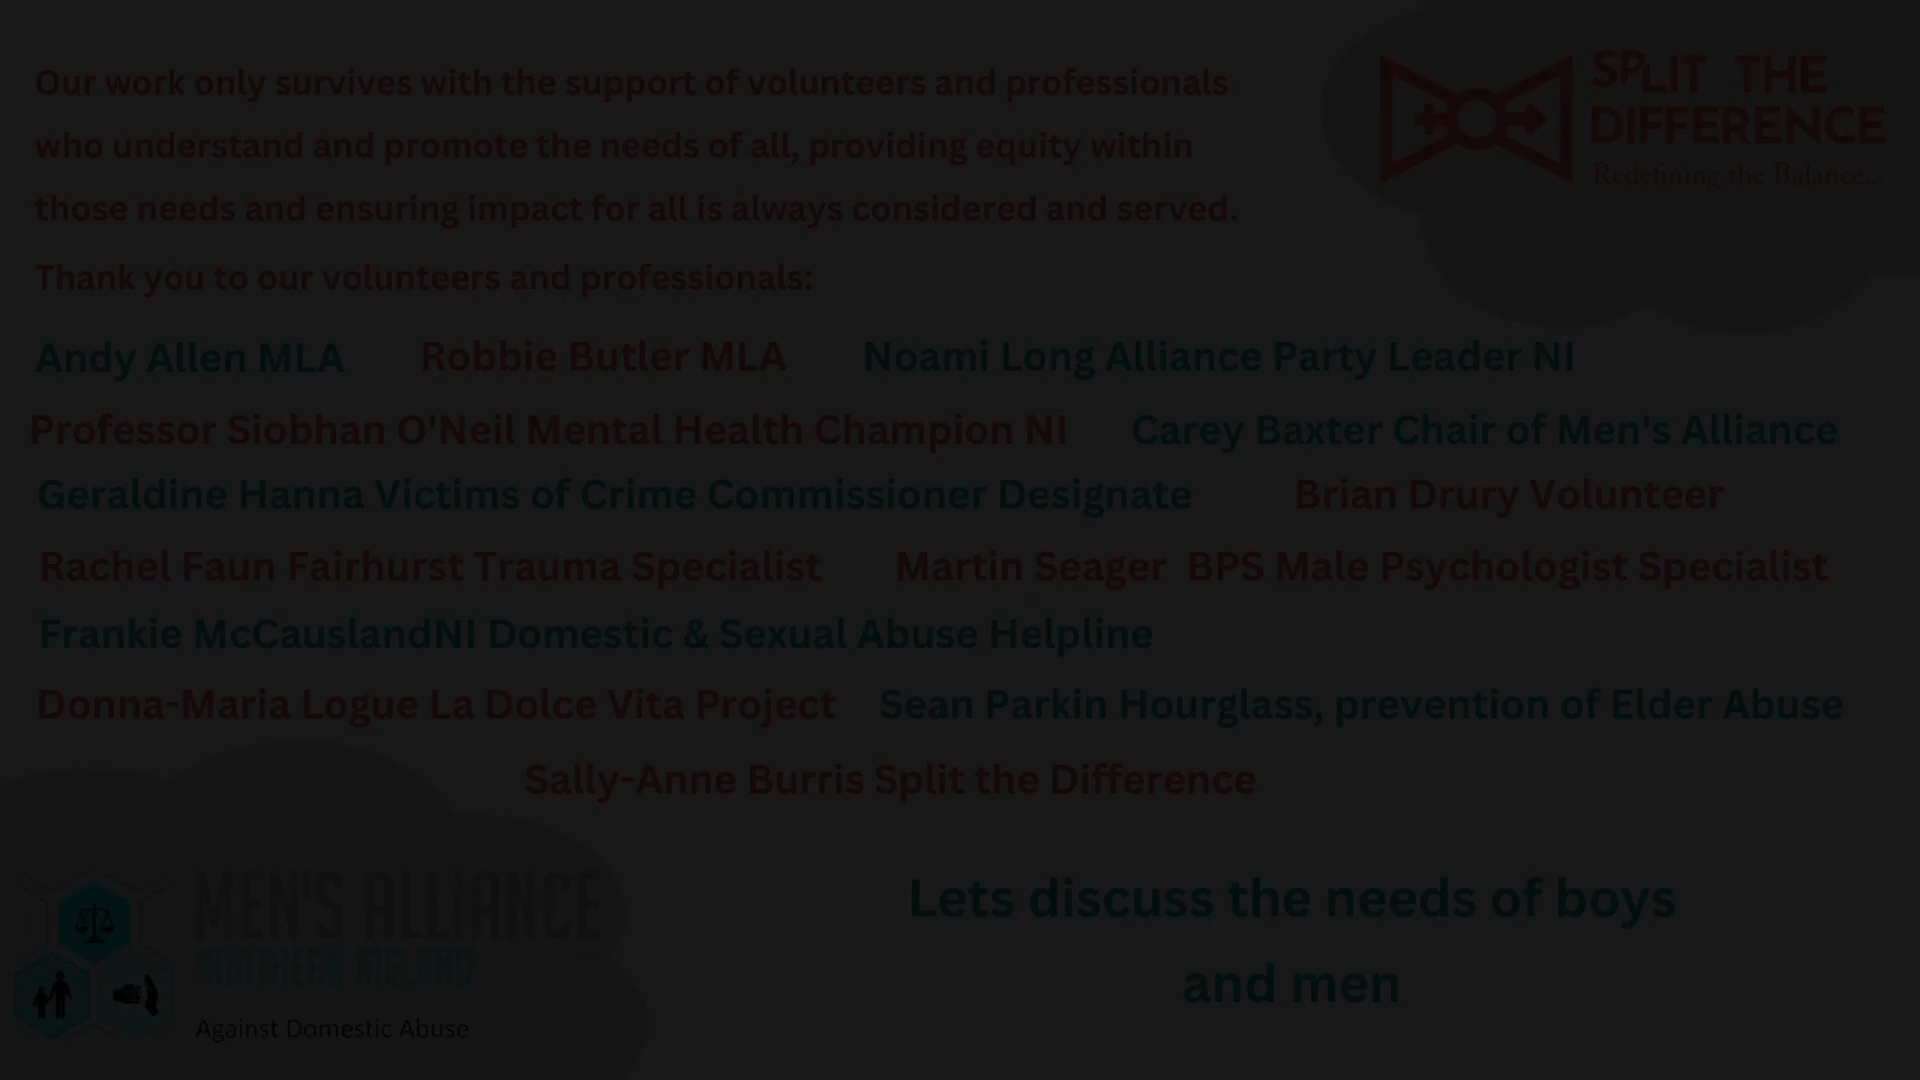 Our work only survives with the support of volunteers and professionals
who understand and promote the needs of all, providing equity within
those needs and ensuring impact for all is always considered and served.
Thank you to our volunteers and professionals:
SPLIT THE
DIFFERENCE
Redefining the Balance...
Andy Allen MLA Robbie Butler MLA Noami Long Alliance Party Leader NI
Professor Siobhan O'Neil Mental Health Champion NI Carey Baxter Chair of Men's Alliance
Geraldine Hanna Victims of Crime Commissioner Designate Brian Drury Volunteer
Rachel Faun Fairhurst Trauma Specialist Martin Seager BPS Male Psychologist Specialist
Frankie McCauslandNI Domestic & Sexual Abuse Helpline
Donna-Maria Logue La Dolce Vita Project Sean Parkin Hourglass, prevention of Elder Abuse
Sally-Anne Burris Split the Difference
MEN'S ALLIANCE
NORTHERN IRELAND
Against Domestic Abuse
Lets discuss the needs of boys
and men